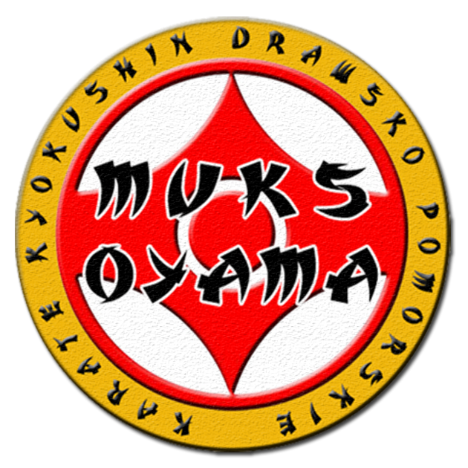 KARATE KYOKUSHIN DRAWSKO POMORSKIE
MUKS
OYAMA